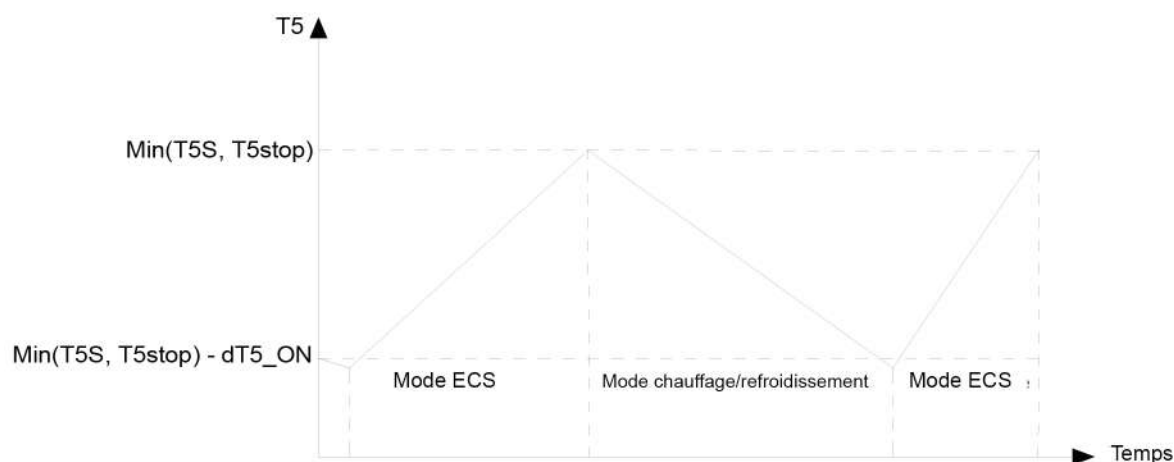 T5
Min(T5S, T5stop)
Min(T5S, T5stop) - dT5_ON
Mode ECS
Mode chauffage/refroidissement
Mode ECS
Temps